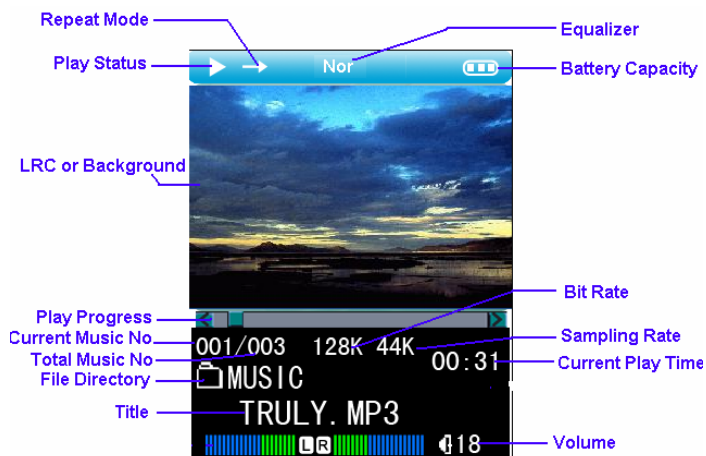 Repeat Mode
Equalizer
Play Status
Nor
Battery Capacity
LRC or Background
Bit Rate
Play Progress
Current Music No
001/003 128K 44K
Sampling Rate
Total Music No
00:31
Current Play Time
File Directory
MUSIC
Title
TRULY.MP3
L R
18
Volume